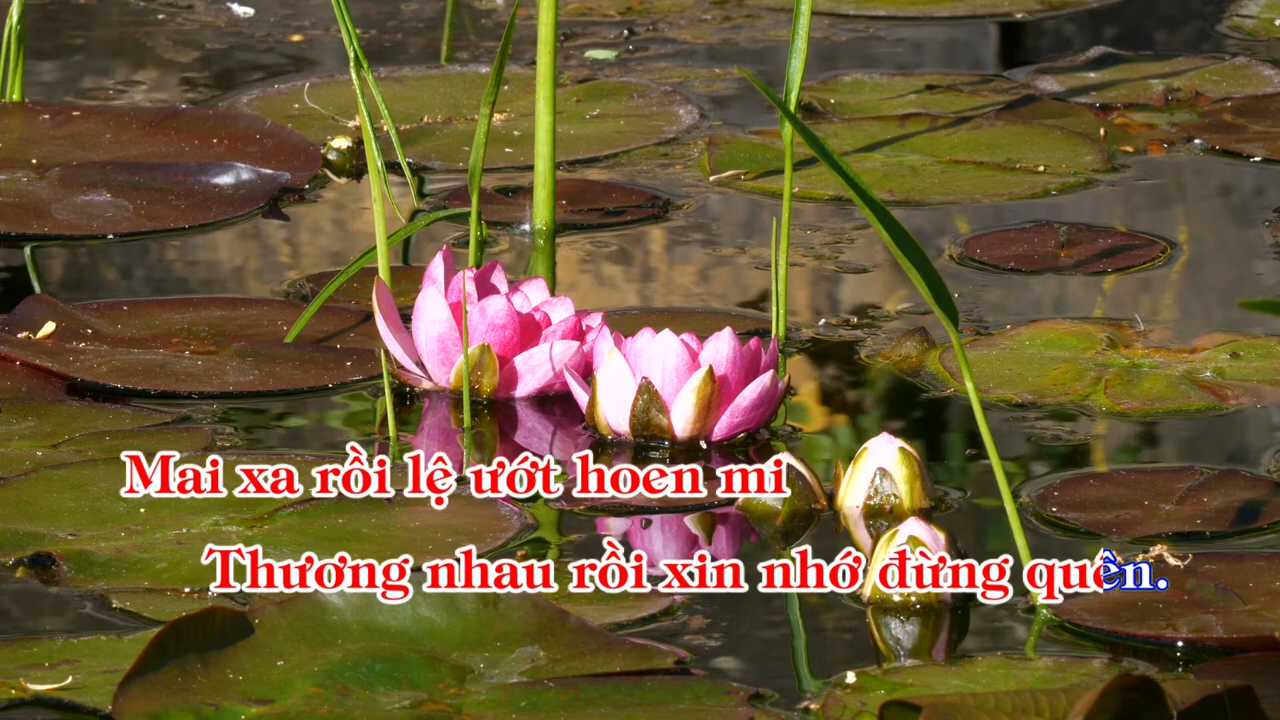 Mai xa rồi lệ ướt hoen mi
Thương nhau rồi xin nhớ đừng quên.